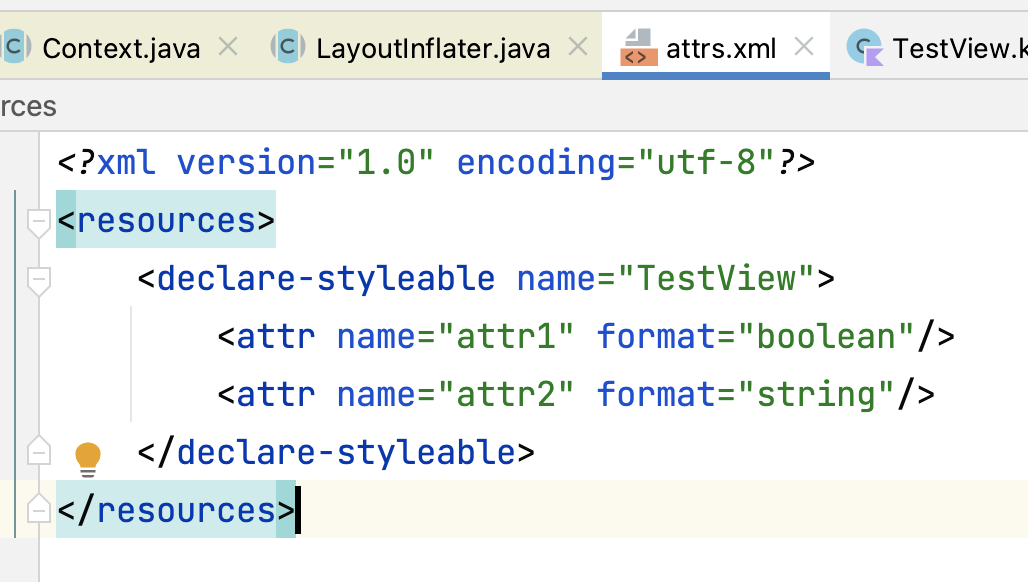 Context.java LayoutInflater.java attrs.xml TestView.k
rces
<?xml version="1.0" encoding="utf-8"?>
<resources>
    <declare-styleable name="TestView">
        <attr name="attr1" format="boolean"/>
        <attr name="attr2" format="string"/>
    </declare-styleable>
</resources>